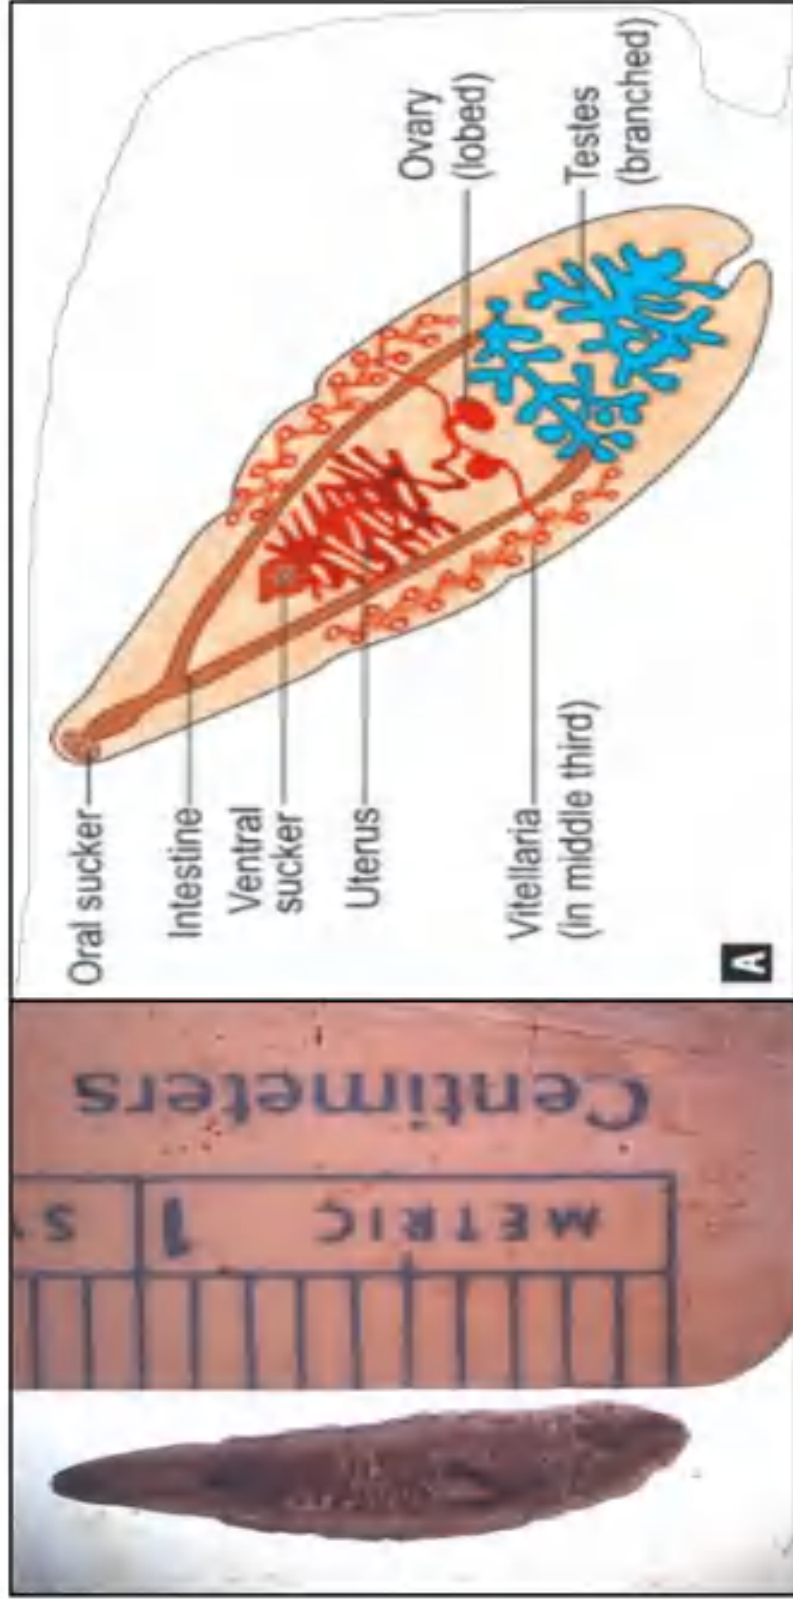 Oral sucker
Intestine
Ventral
sucker
Uterus
Vitellaria
(in middle third)
Ovary
(lobed)
Testes
(branched)
A
Centimeters
METRIC
1
S